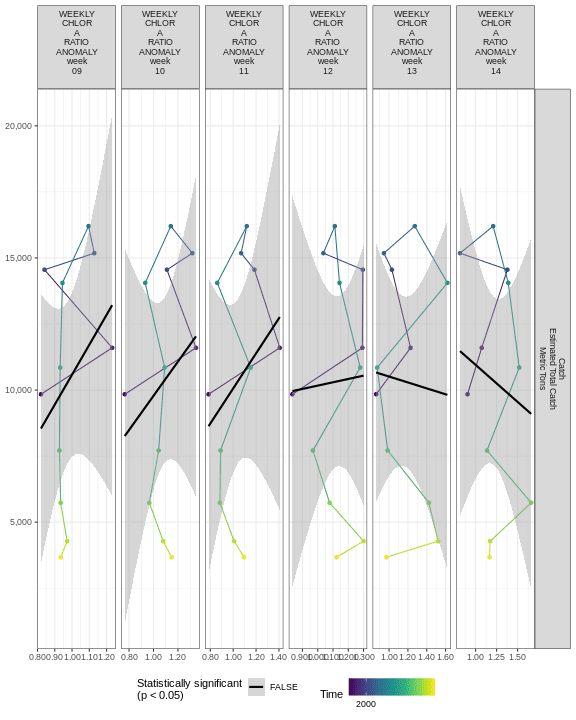 WEEKLY
CHLOR
A
RATIO
ANOMALY
week
09
WEEKLY
CHLOR
A
RATIO
ANOMALY
week
10
WEEKLY
CHLOR
A
RATIO
ANOMALY
week
11
WEEKLY
CHLOR
A
RATIO
ANOMALY
week
12
WEEKLY
CHLOR
A
RATIO
ANOMALY
week
13
WEEKLY
CHLOR
A
RATIO
ANOMALY
week
14
20,000
15,000
10,000
5,000
Catch
Estimated Total Catch
Metric Tons
0.80 0.90 1.00 1.10 1.20
0.80 1.00 1.20
0.80 1.00 1.20 1.40
0.90 1.00 1.10 1.20 1.30
1.00 1.20 1.40 1.60
1.00 1.25 1.50
Statistically significant
(p < 0.05)
FALSE
Time
2000